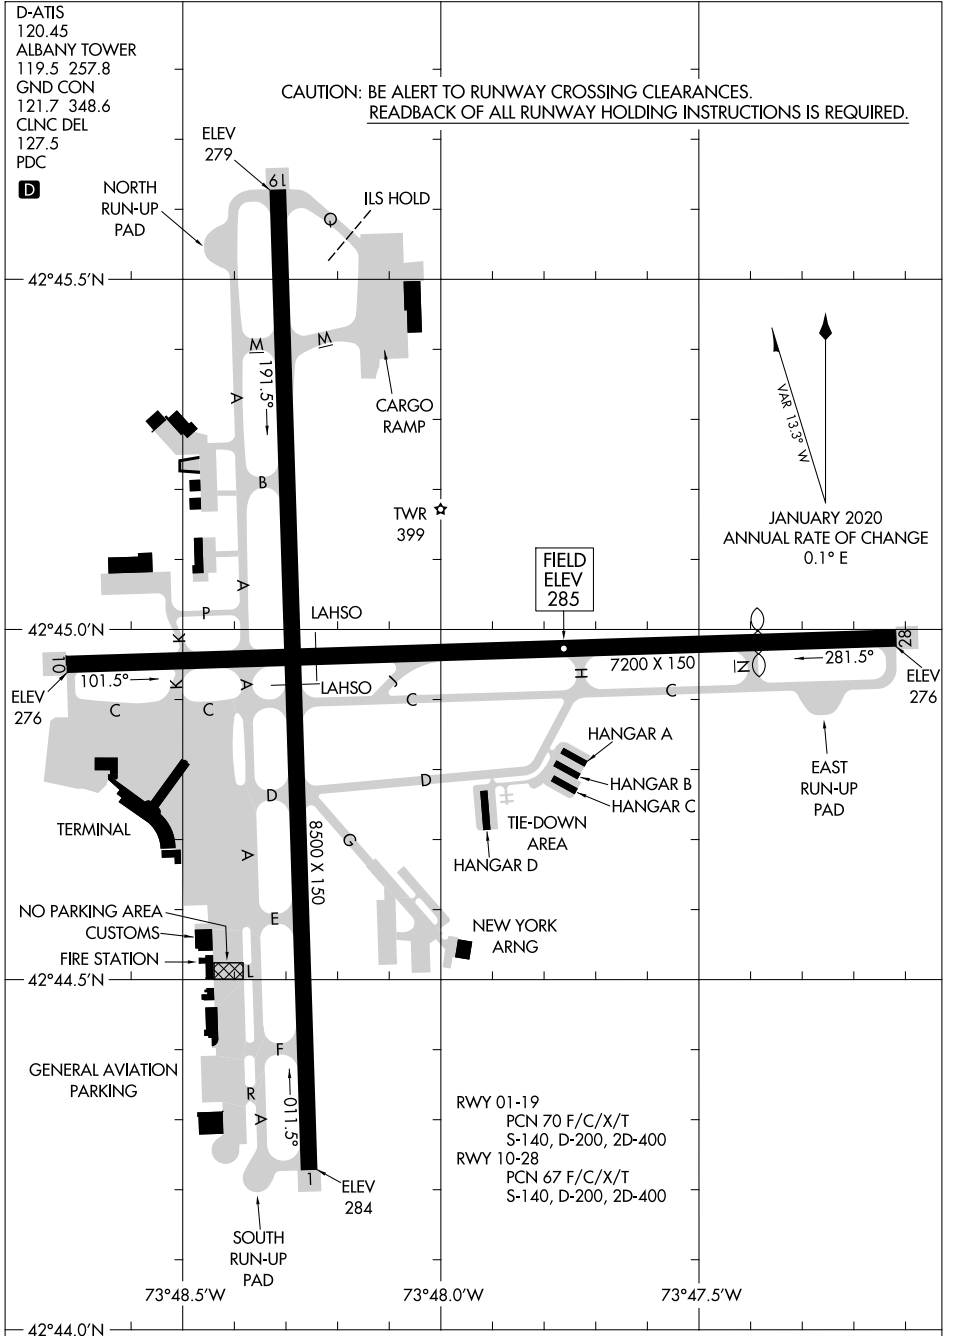 D-ATIS
120.45
ALBANY TOWER
119.5 257.8
GND CON
121.7 348.6
CLNC DEL
127.5
PDC
D
CAUTION: BE ALERT TO RUNWAY CROSSING CLEARANCES.
READBACK OF ALL RUNWAY HOLDING INSTRUCTIONS IS REQUIRED.
ELEV
279
19
NORTH
RUN-UP
PAD
Q
ILS HOLD
42°45.5'N
M
M
191.5°
A
CARGO
RAMP
VAR 13.3° W
JANUARY 2020
ANNUAL RATE OF CHANGE
0.1° E
B
TWR
399
FIELD
ELEV
285
A
P
K
LAHSO
42°45.0'N
10
28
101.5°
K
A
LAHSO
J
H
7200 X 150
N
281.5°
ELEV
276
ELEV
276
C
C
C
C
HANGAR A
HANGAR B
HANGAR C
EAST
RUN-UP
PAD
D
D
TERMINAL
TIE-DOWN
AREA
HANGAR D
8500 X 150
A
G
NO PARKING AREA
CUSTOMS
FIRE STATION
E
L
NEW YORK
ARNG
42°44.5'N
F
GENERAL AVIATION
PARKING
R
A
011.5°
RWY 01-19
PCN 70 F/C/X/T
S-140, D-200, 2D-400
RWY 10-28
PCN 67 F/C/X/T
S-140, D-200, 2D-400
1
ELEV
284
SOUTH
RUN-UP
PAD
73°48.5'W
73°48.0'W
73°47.5'W
42°44.0'N